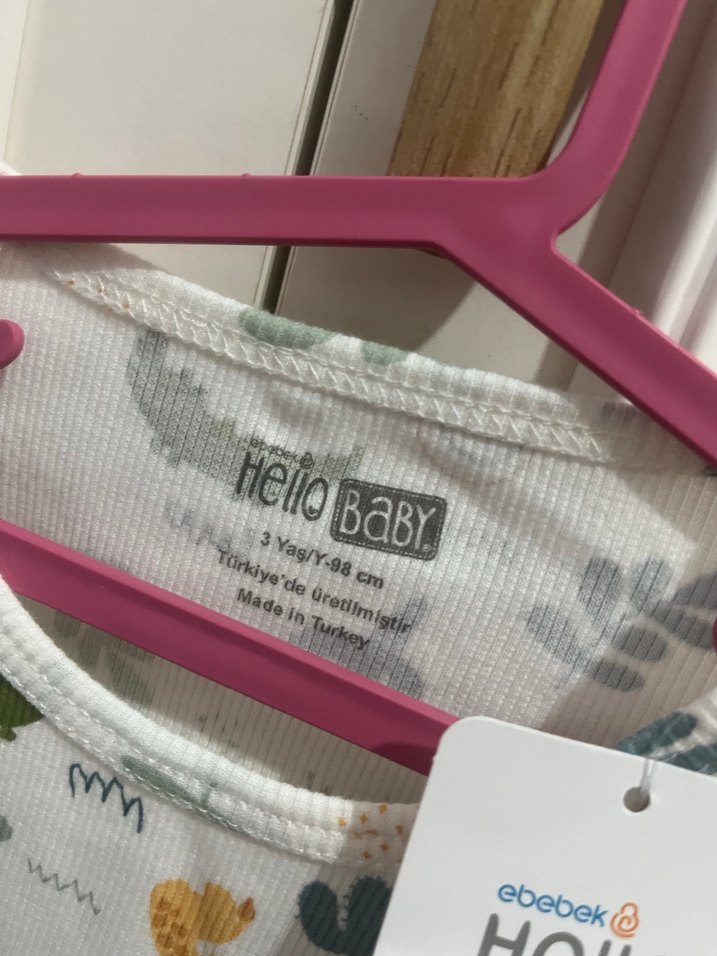 ebebek
Hello BABY
3 Yaş/Y-98 cm
Türkiye'de üretilmiştir
Made in Turkey
ebebek